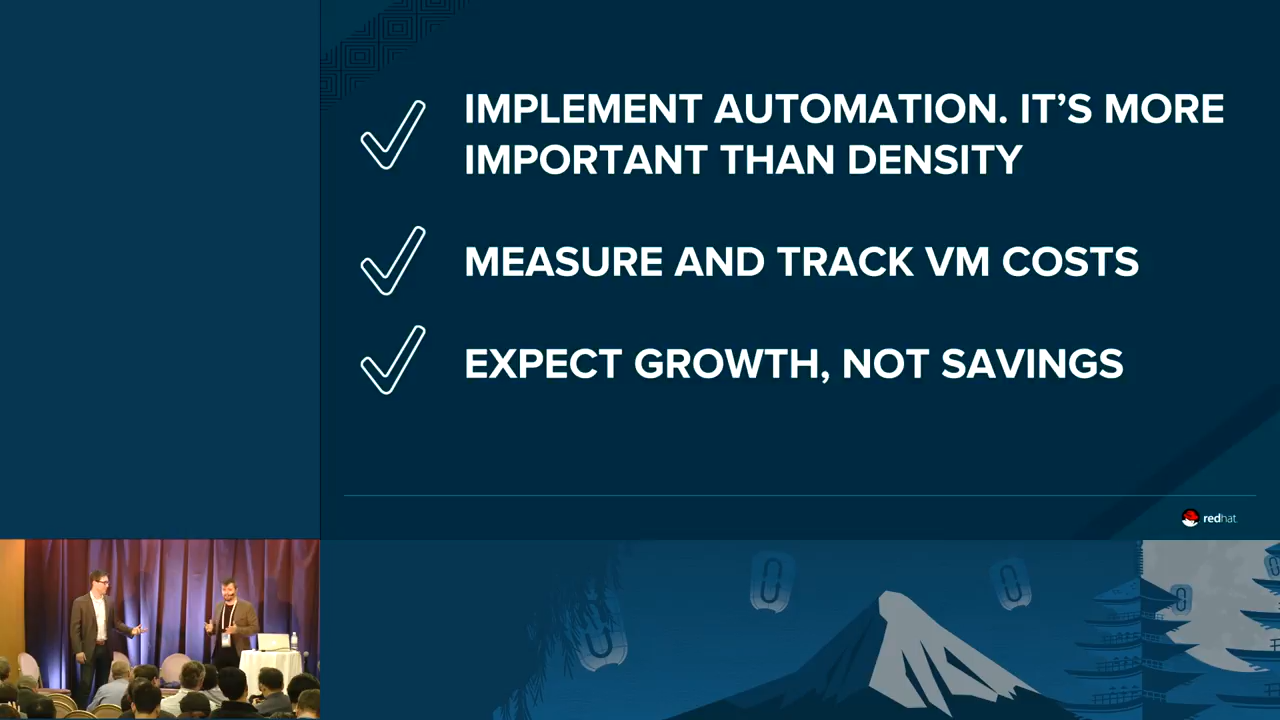 IMPLEMENT AUTOMATION. IT’S MORE
IMPORTANT THAN DENSITY
MEASURE AND TRACK VM COSTS
EXPECT GROWTH, NOT SAVINGS
redhat.